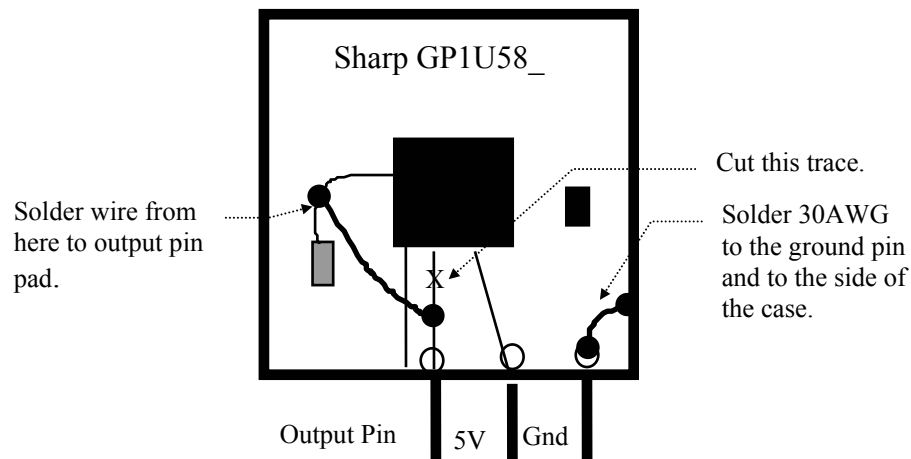 Sharp GP1U58_
Cut this trace.
Solder wire from
here to output pin
pad.
Solder 30AWG
to the ground pin
and to the side of
the case.
X
Output Pin
5V
Gnd